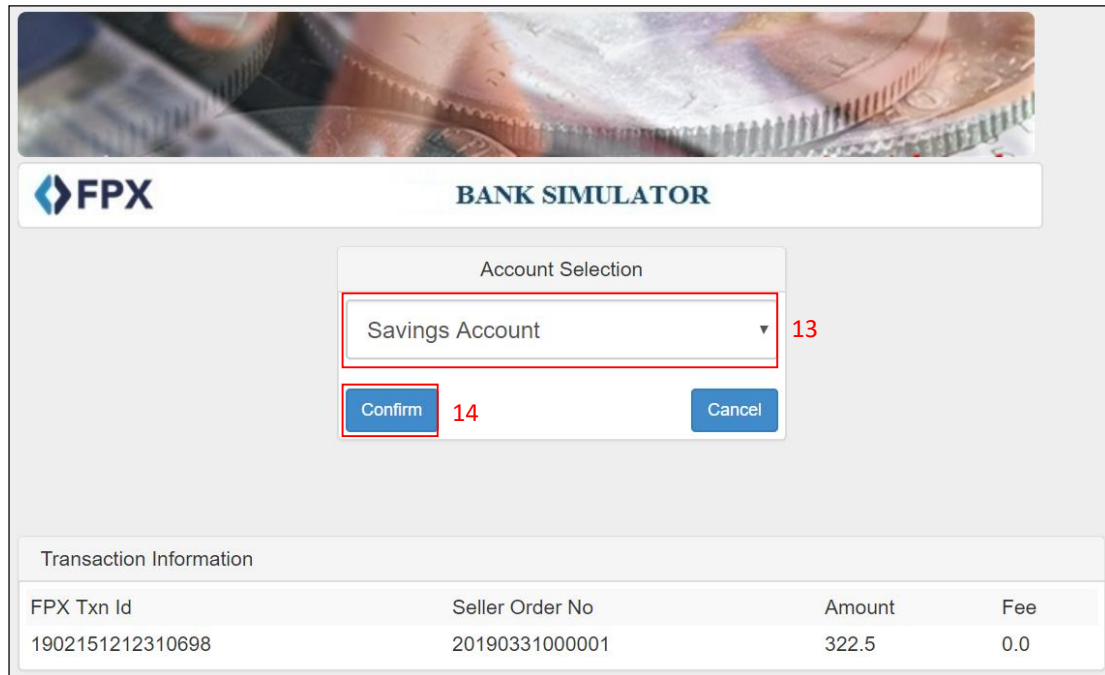 FPX BANK SIMULATOR
Account Selection
Savings Account 13
Confirm 14 Cancel
Transaction Information
FPX Txn Id Seller Order No Amount Fee
1902151212310698 20190331000001 322.5 0.0